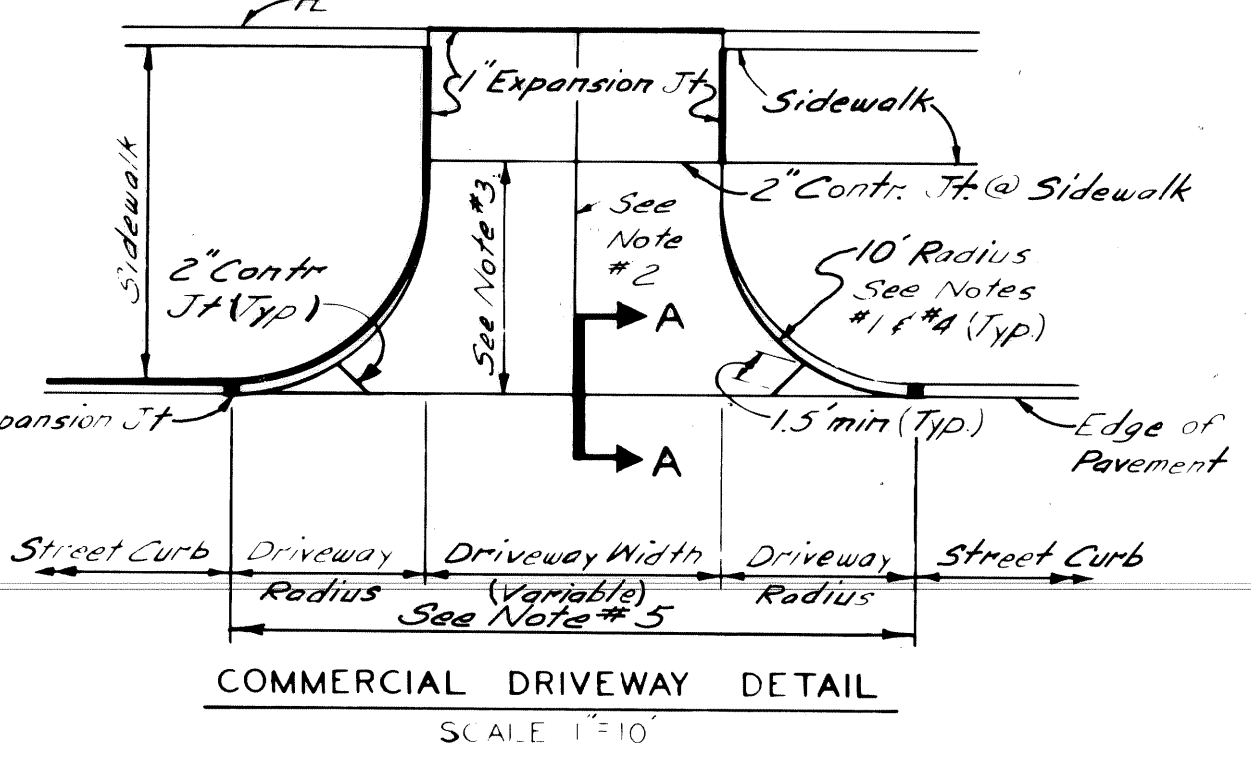 PL
1" Expansion Jt
Sidewalk
Sidewalk
2" Contr. Jt. @ Sidewalk
See Note #3
See
Note
#2
2" Contr
Jt (Typ.)
10' Radius
See Notes
#1 & #4 (Typ.)
A
A
pansion Jt
1.5' min (Typ.)
Edge of
Pavement
Street Curb
Driveway
Radius
Driveway Width
(Variable)
Driveway
Radius
Street Curb
See Note #5
COMMERCIAL DRIVEWAY DETAIL
SCALE 1"=10'